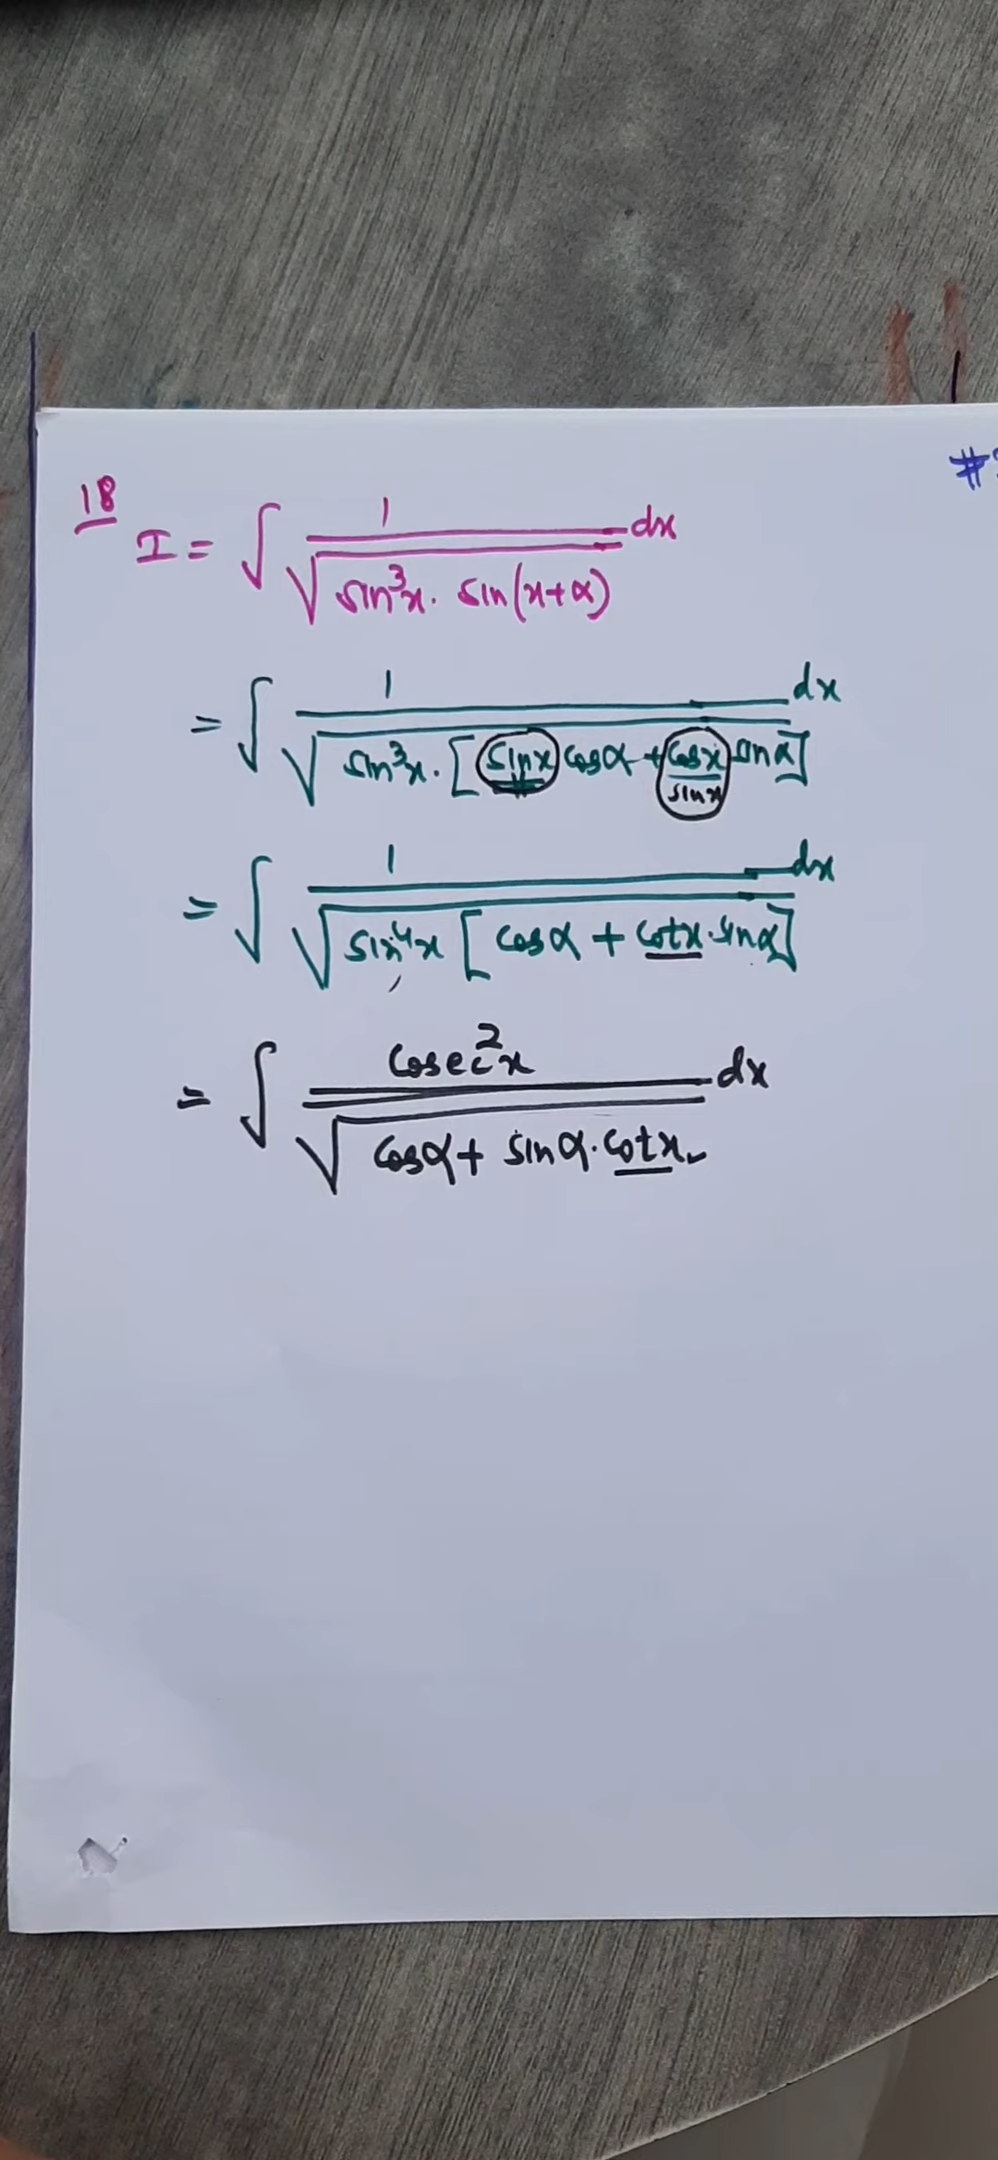 18
I = ∫ 1/√(sin³x · sin(x+α)) dx
= ∫ 1/√(sin³x · [sinx cosα + cosx/sinx sinα]) dx
= ∫ 1/√(sin⁴x [cosα + cotx · sinα]) dx
= ∫ cosec²x/√(cosα + sinα · cotx) dx
#